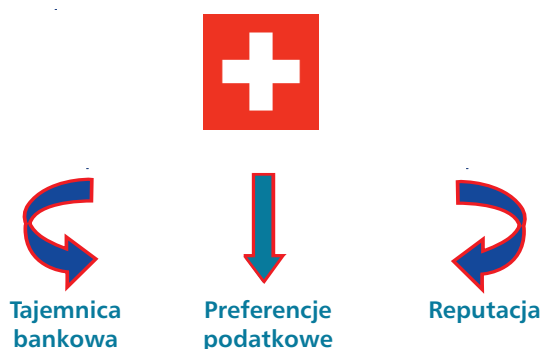 Tajemnica
bankowa
Preferencje
podatkowe
Reputacja